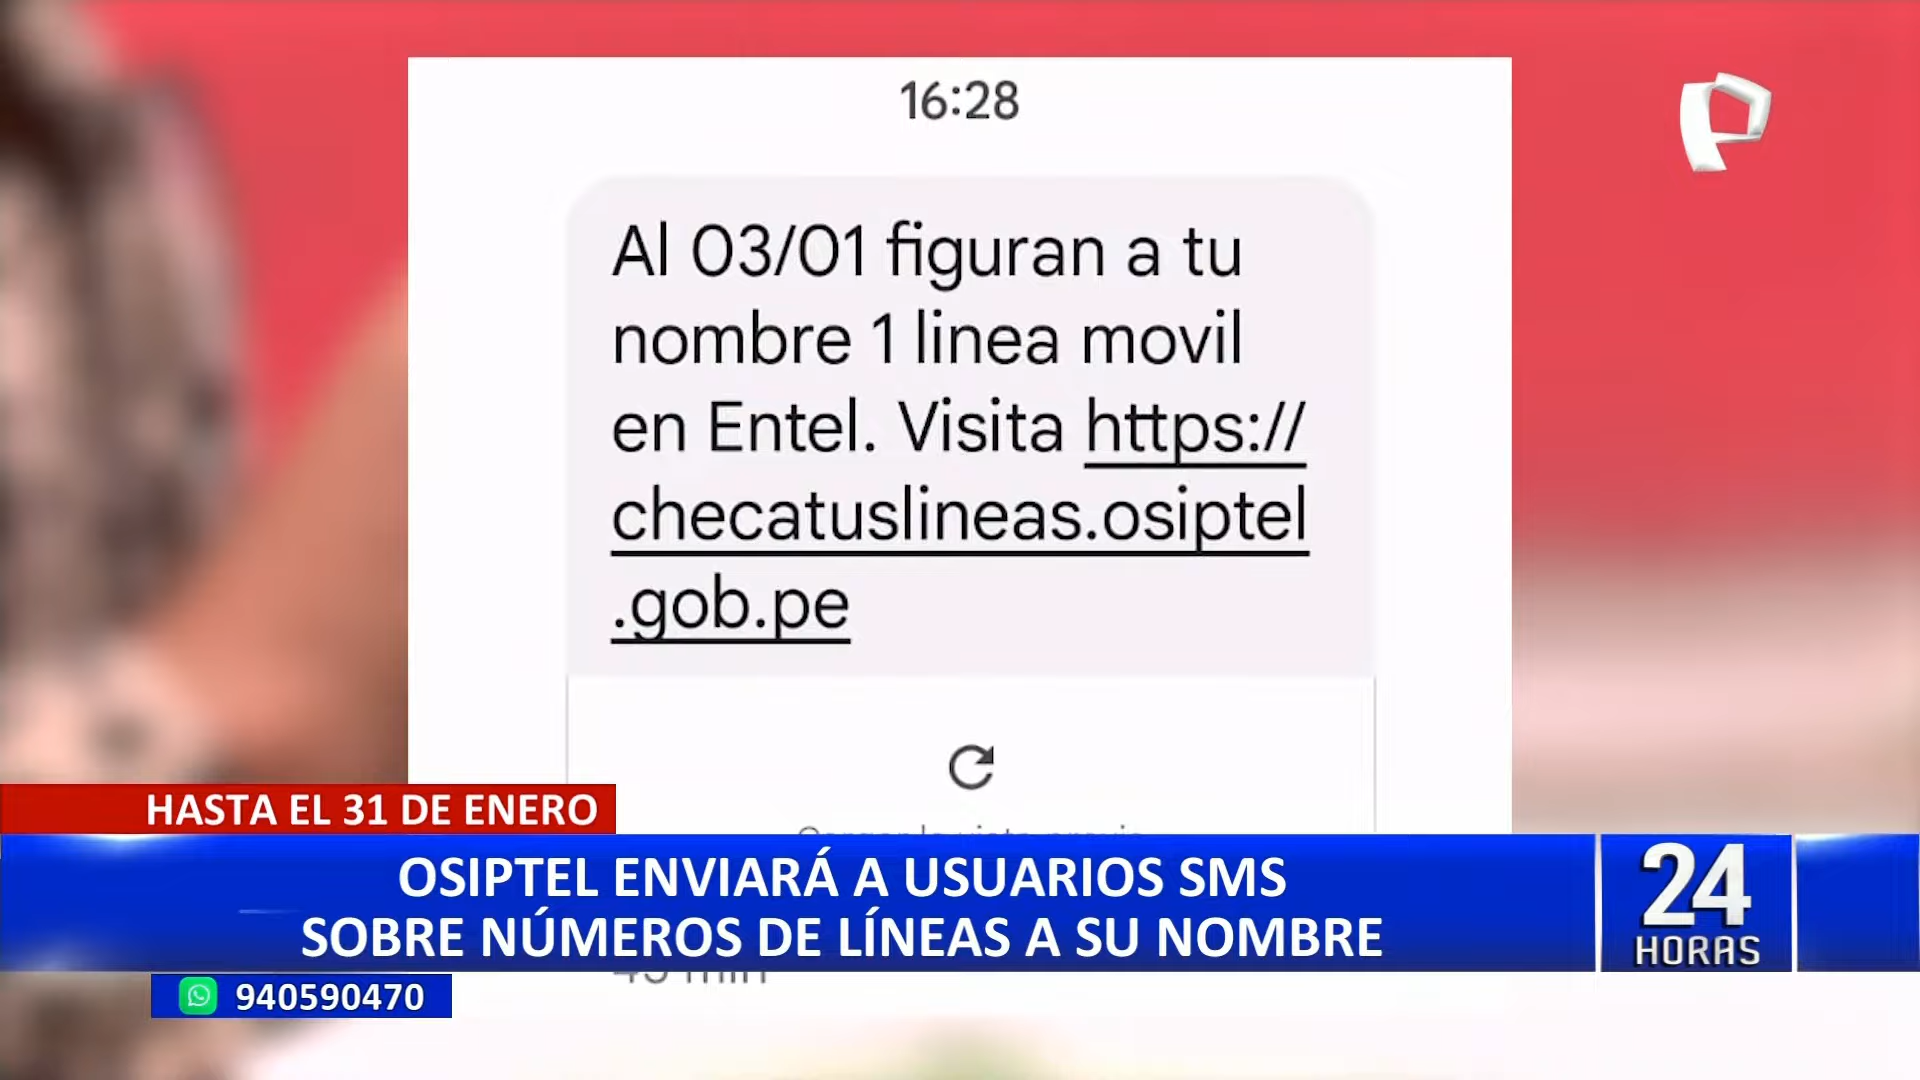 16:28
Al 03/01 figuran a tu
nombre 1 linea movil
en Entel. Visita https://
checatuslineas.osiptel
.gob.pe
HASTA EL 31 DE ENERO
OSIPTEL ENVIARÁ A USUARIOS SMS
SOBRE NÚMEROS DE LÍNEAS A SU NOMBRE
24
HORAS
940590470